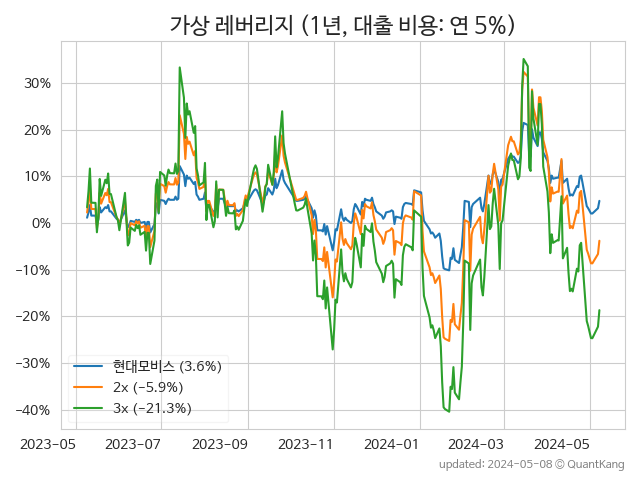 가상 레버리지 (1년, 대출 비용: 연 5%)
30%
20%
10%
0%
−10%
−20%
−30%
−40%
현대모비스 (3.6%)
2x (−5.9%)
3x (−21.3%)
2023-05 2023-07 2023-09 2023-11 2024-01 2024-03 2024-05
updated: 2024-05-08 © QuantKang